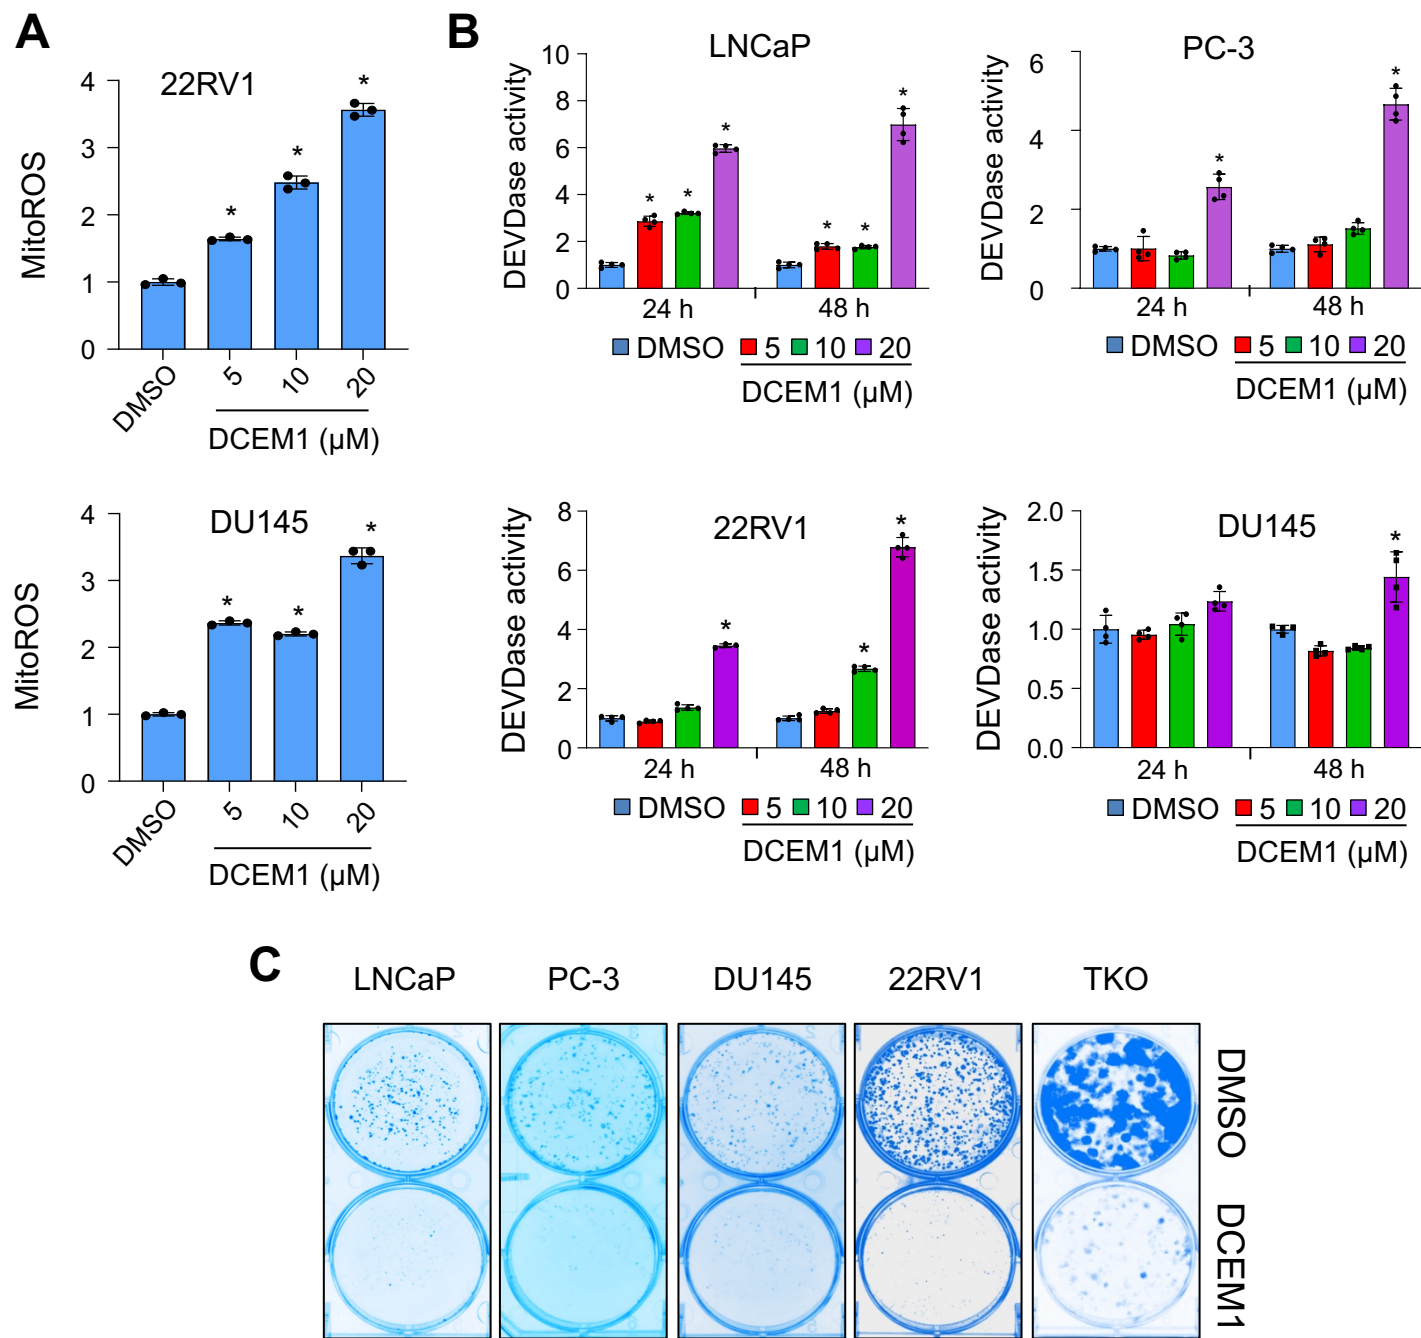 A
22RV1
MitoROS
4
3
2
1
0
*
*
*
DMSO
5
10
20
DCEM1 (µM)
DU145
MitoROS
4
3
2
1
0
*
*
*
DMSO
5
10
20
DCEM1 (µM)
B
LNCaP
DEVDase activity
10
8
6
4
2
0
*
*
*
*
*
*
24 h
48 h
DMSO 5 10 20
DCEM1 (µM)
PC-3
DEVDase activity
6
4
2
0
*
*
24 h
48 h
DMSO 5 10 20
DCEM1 (µM)
22RV1
DEVDase activity
8
6
4
2
0
*
*
*
24 h
48 h
DMSO 5 10 20
DCEM1 (µM)
DU145
DEVDase activity
2.0
1.5
1.0
0.5
0.0
*
24 h
48 h
DMSO 5 10 20
DCEM1 (µM)
C
LNCaP PC-3 DU145 22RV1 TKO
DMSO
DCEM1